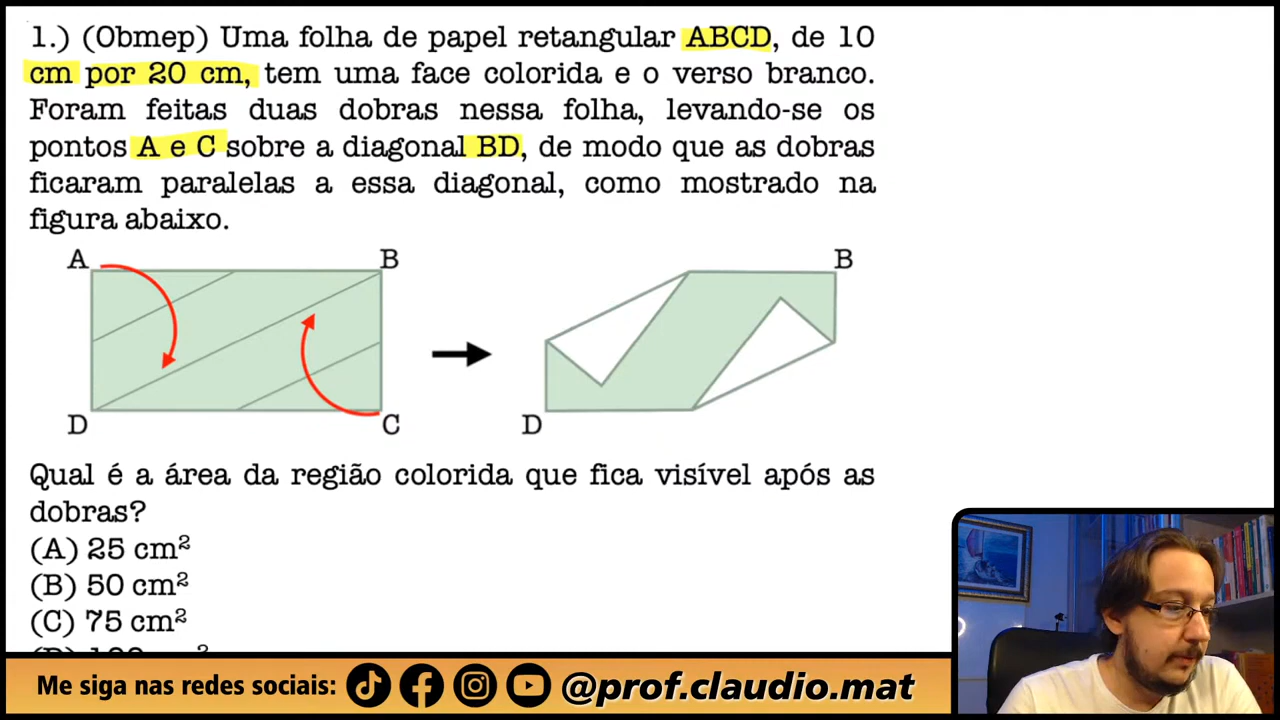 1.) (Obmep) Uma folha de papel retangular ABCD, de 10
cm por 20 cm, tem uma face colorida e o verso branco.
Foram feitas duas dobras nessa folha, levando-se os
pontos A e C sobre a diagonal BD, de modo que as dobras
ficaram paralelas a essa diagonal, como mostrado na
figura abaixo.
A B B
D C D
Qual é a área da região colorida que fica visível após as
dobras?
(A) 25 cm²
(B) 50 cm²
(C) 75 cm²
Me siga nas redes sociais: @prof.claudio.mat